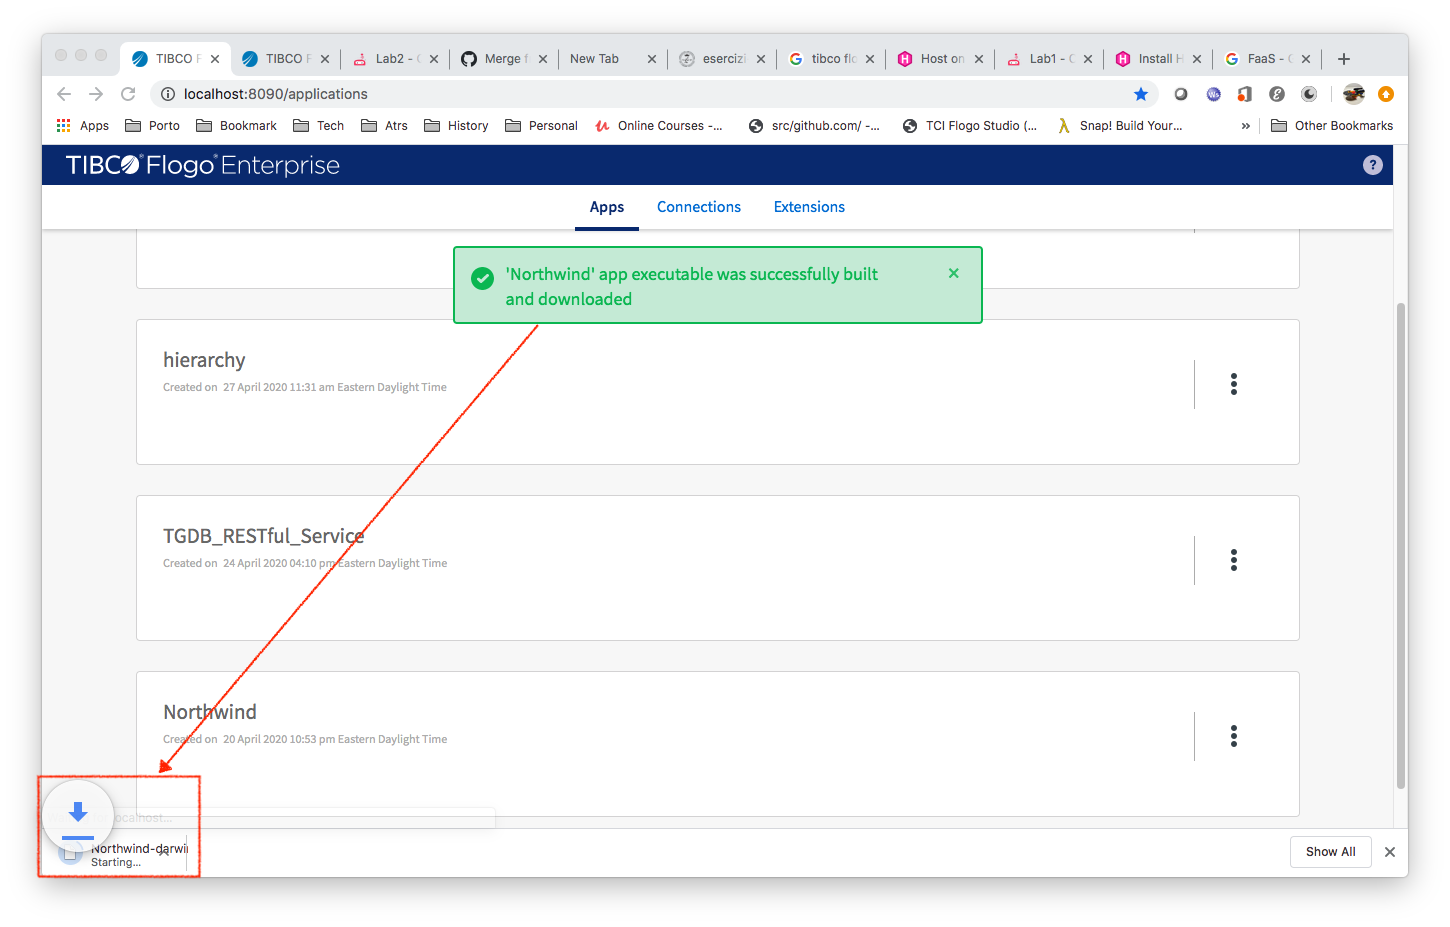 TIBCO F
TIBCO F
Lab2 -
Merge f
New Tab
esercizi
tibco flo
Host on
Lab1 -
Install H
FaaS -
localhost:8090/applications
Apps
Porto
Bookmark
Tech
Atrs
History
Personal
Online Courses -...
src/github.com/ -...
TCI Flogo Studio (...
Snap! Build Your...
»
Other Bookmarks
TIBCO® Flogo® Enterprise
?
Apps
Connections
Extensions
'Northwind' app executable was successfully built
and downloaded
hierarchy
Created on 27 April 2020 11:31 am Eastern Daylight Time
TGDB_RESTful_Service
Created on 24 April 2020 04:10 pm Eastern Daylight Time
Northwind
Created on 20 April 2020 10:53 pm Eastern Daylight Time
ocalhost...
Northwind-darwi
Starting...
Show All